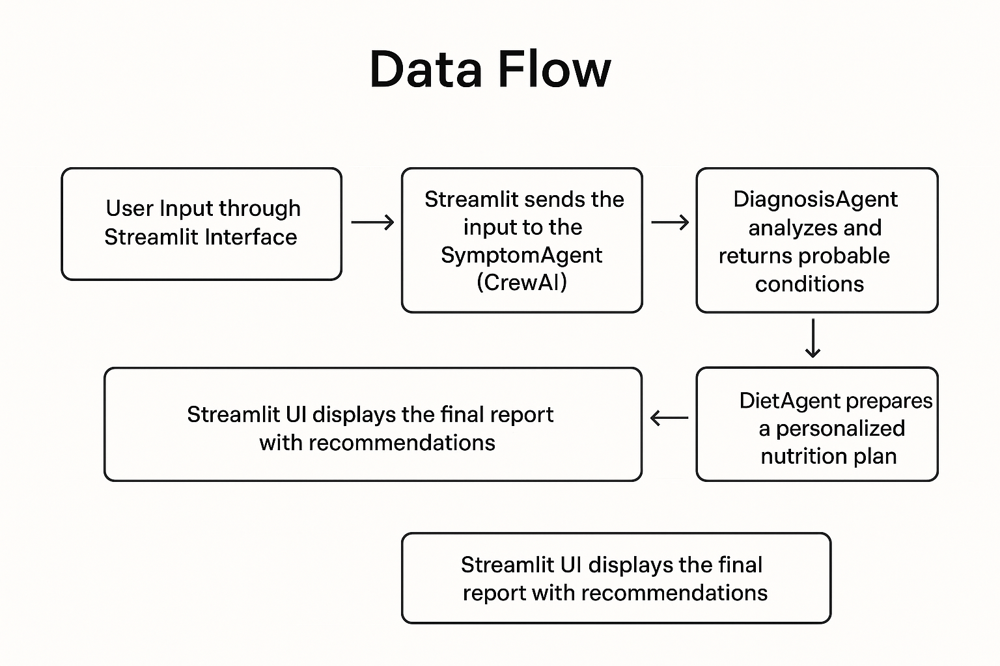 Data Flow
User Input through
Streamlit Interface
Streamlit sends the
input to the
SymptomAgent
(CrewAI)
DiagnosisAgent
analyzes and
returns probable
conditions
DietAgent prepares
a personalized
nutrition plan
Streamlit UI displays the final report
with recommendations
Streamlit UI displays the final
report with recommendations